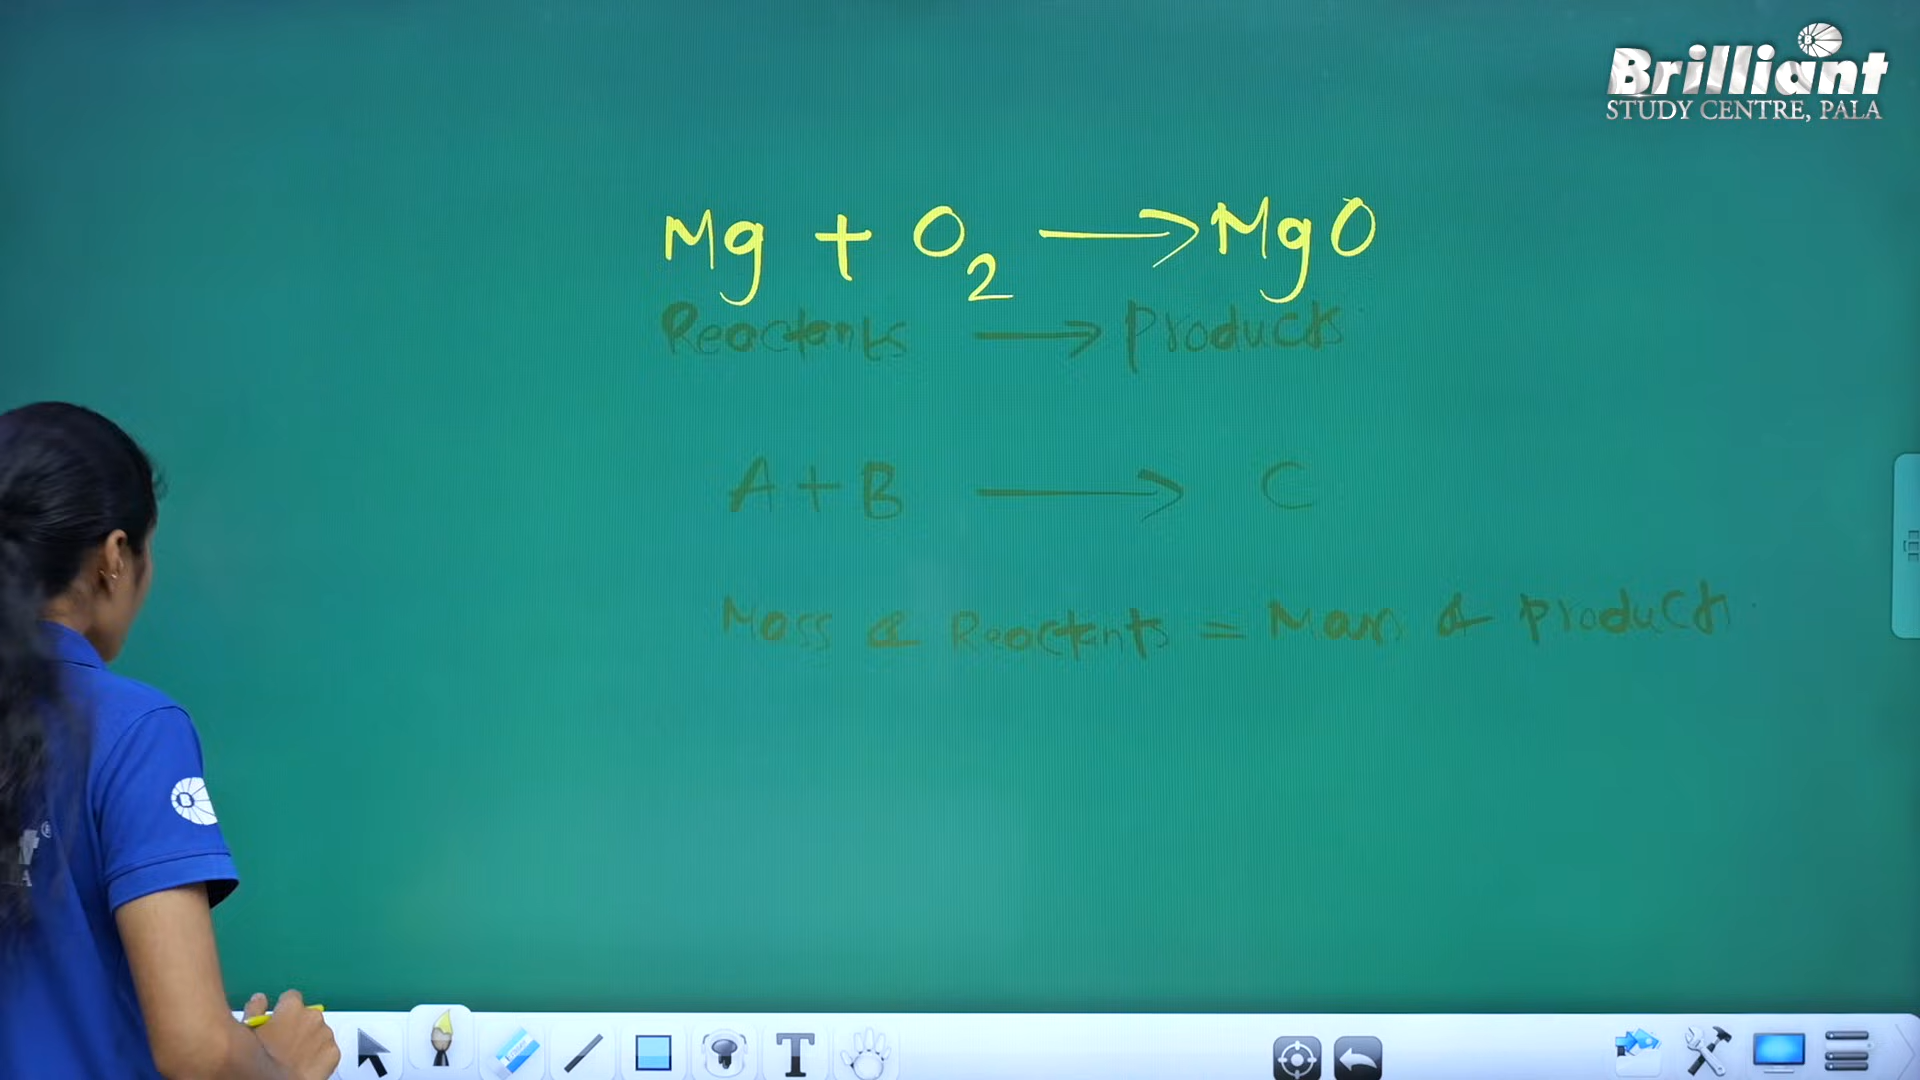 Brilliant
STUDY CENTRE, PALA
Mg + O₂ → MgO
Reactants → Products
A + B → C
Mass of Reactants = Mass of products
T